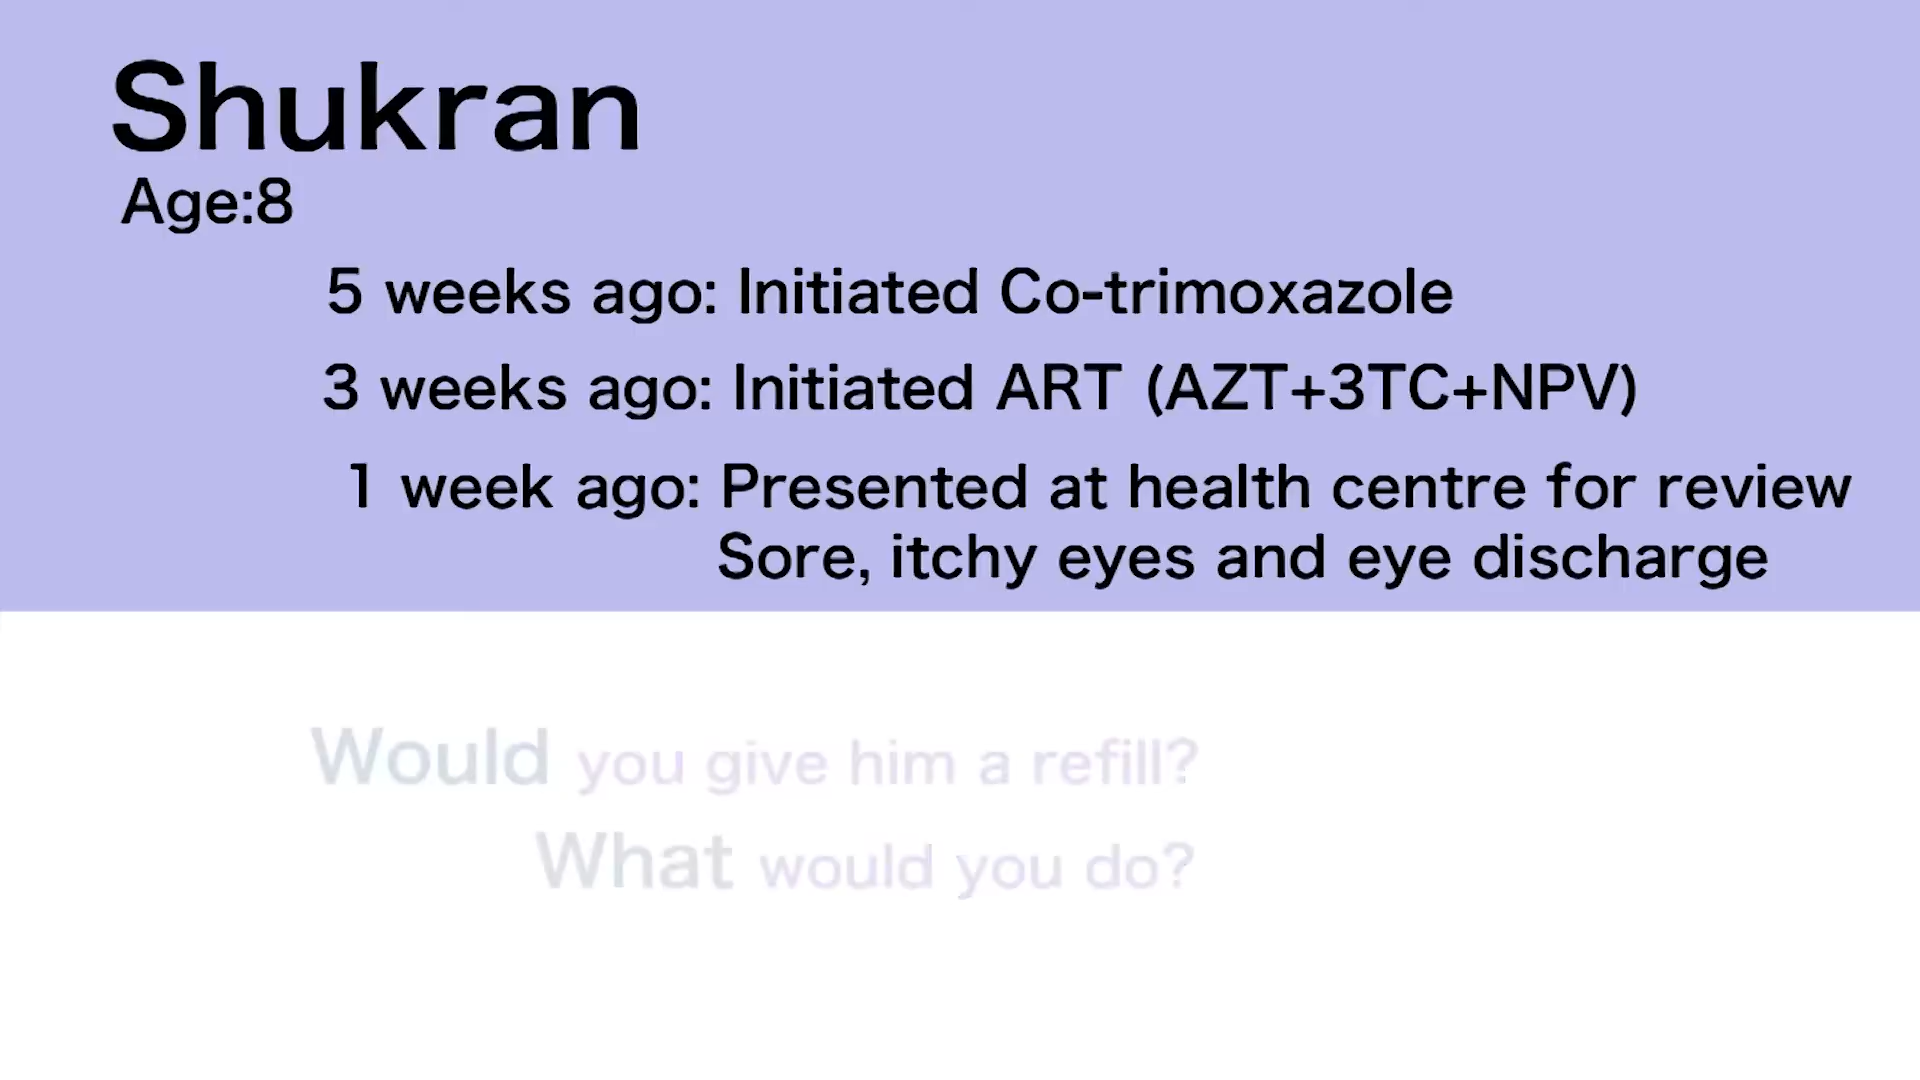 Shukran
Age:8
5 weeks ago: Initiated Co-trimoxazole
3 weeks ago: Initiated ART (AZT+3TC+NPV)
1 week ago: Presented at health centre for review
Sore, itchy eyes and eye discharge
Would you give him a refill?
What would you do?